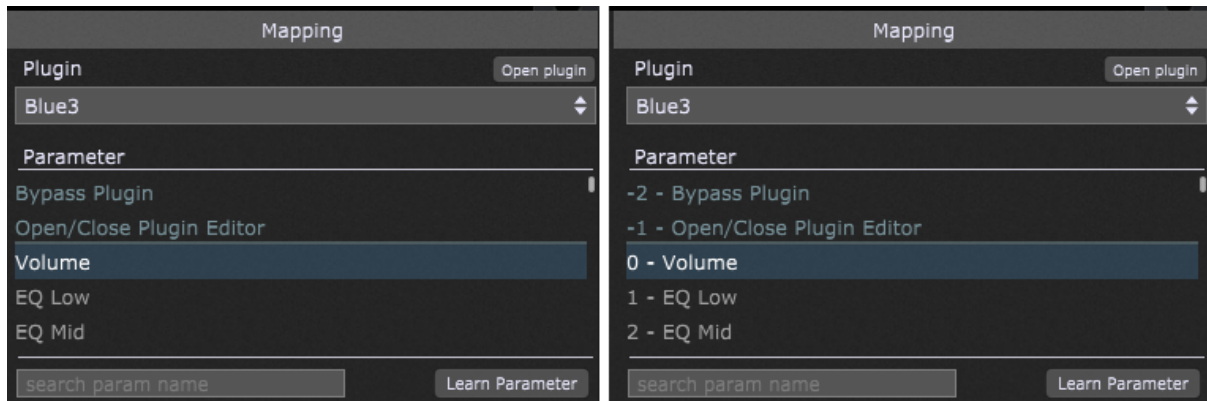 Mapping
Plugin
Open plugin
Blue3
Parameter
Bypass Plugin
Open/Close Plugin Editor
Volume
EQ Low
EQ Mid
search param name
Learn Parameter
Mapping
Plugin
Open plugin
Blue3
Parameter
-2 - Bypass Plugin
-1 - Open/Close Plugin Editor
0 - Volume
1 - EQ Low
2 - EQ Mid
search param name
Learn Parameter